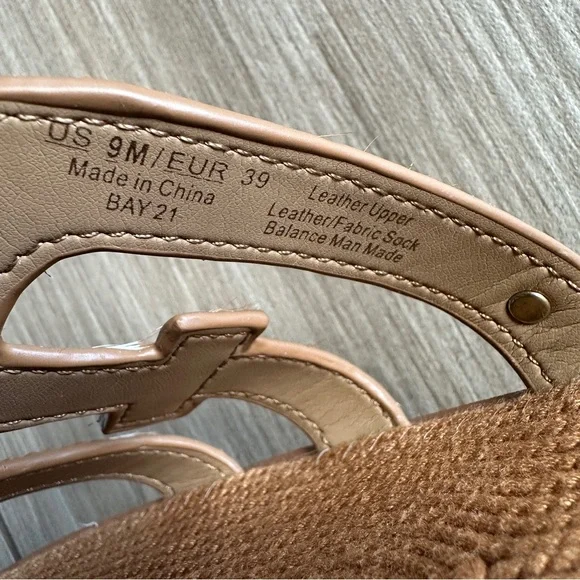 US 9M/EUR 39
Made in China
BAY 21
Leather Upper
Leather/Fabric Sock
Balance Man Made